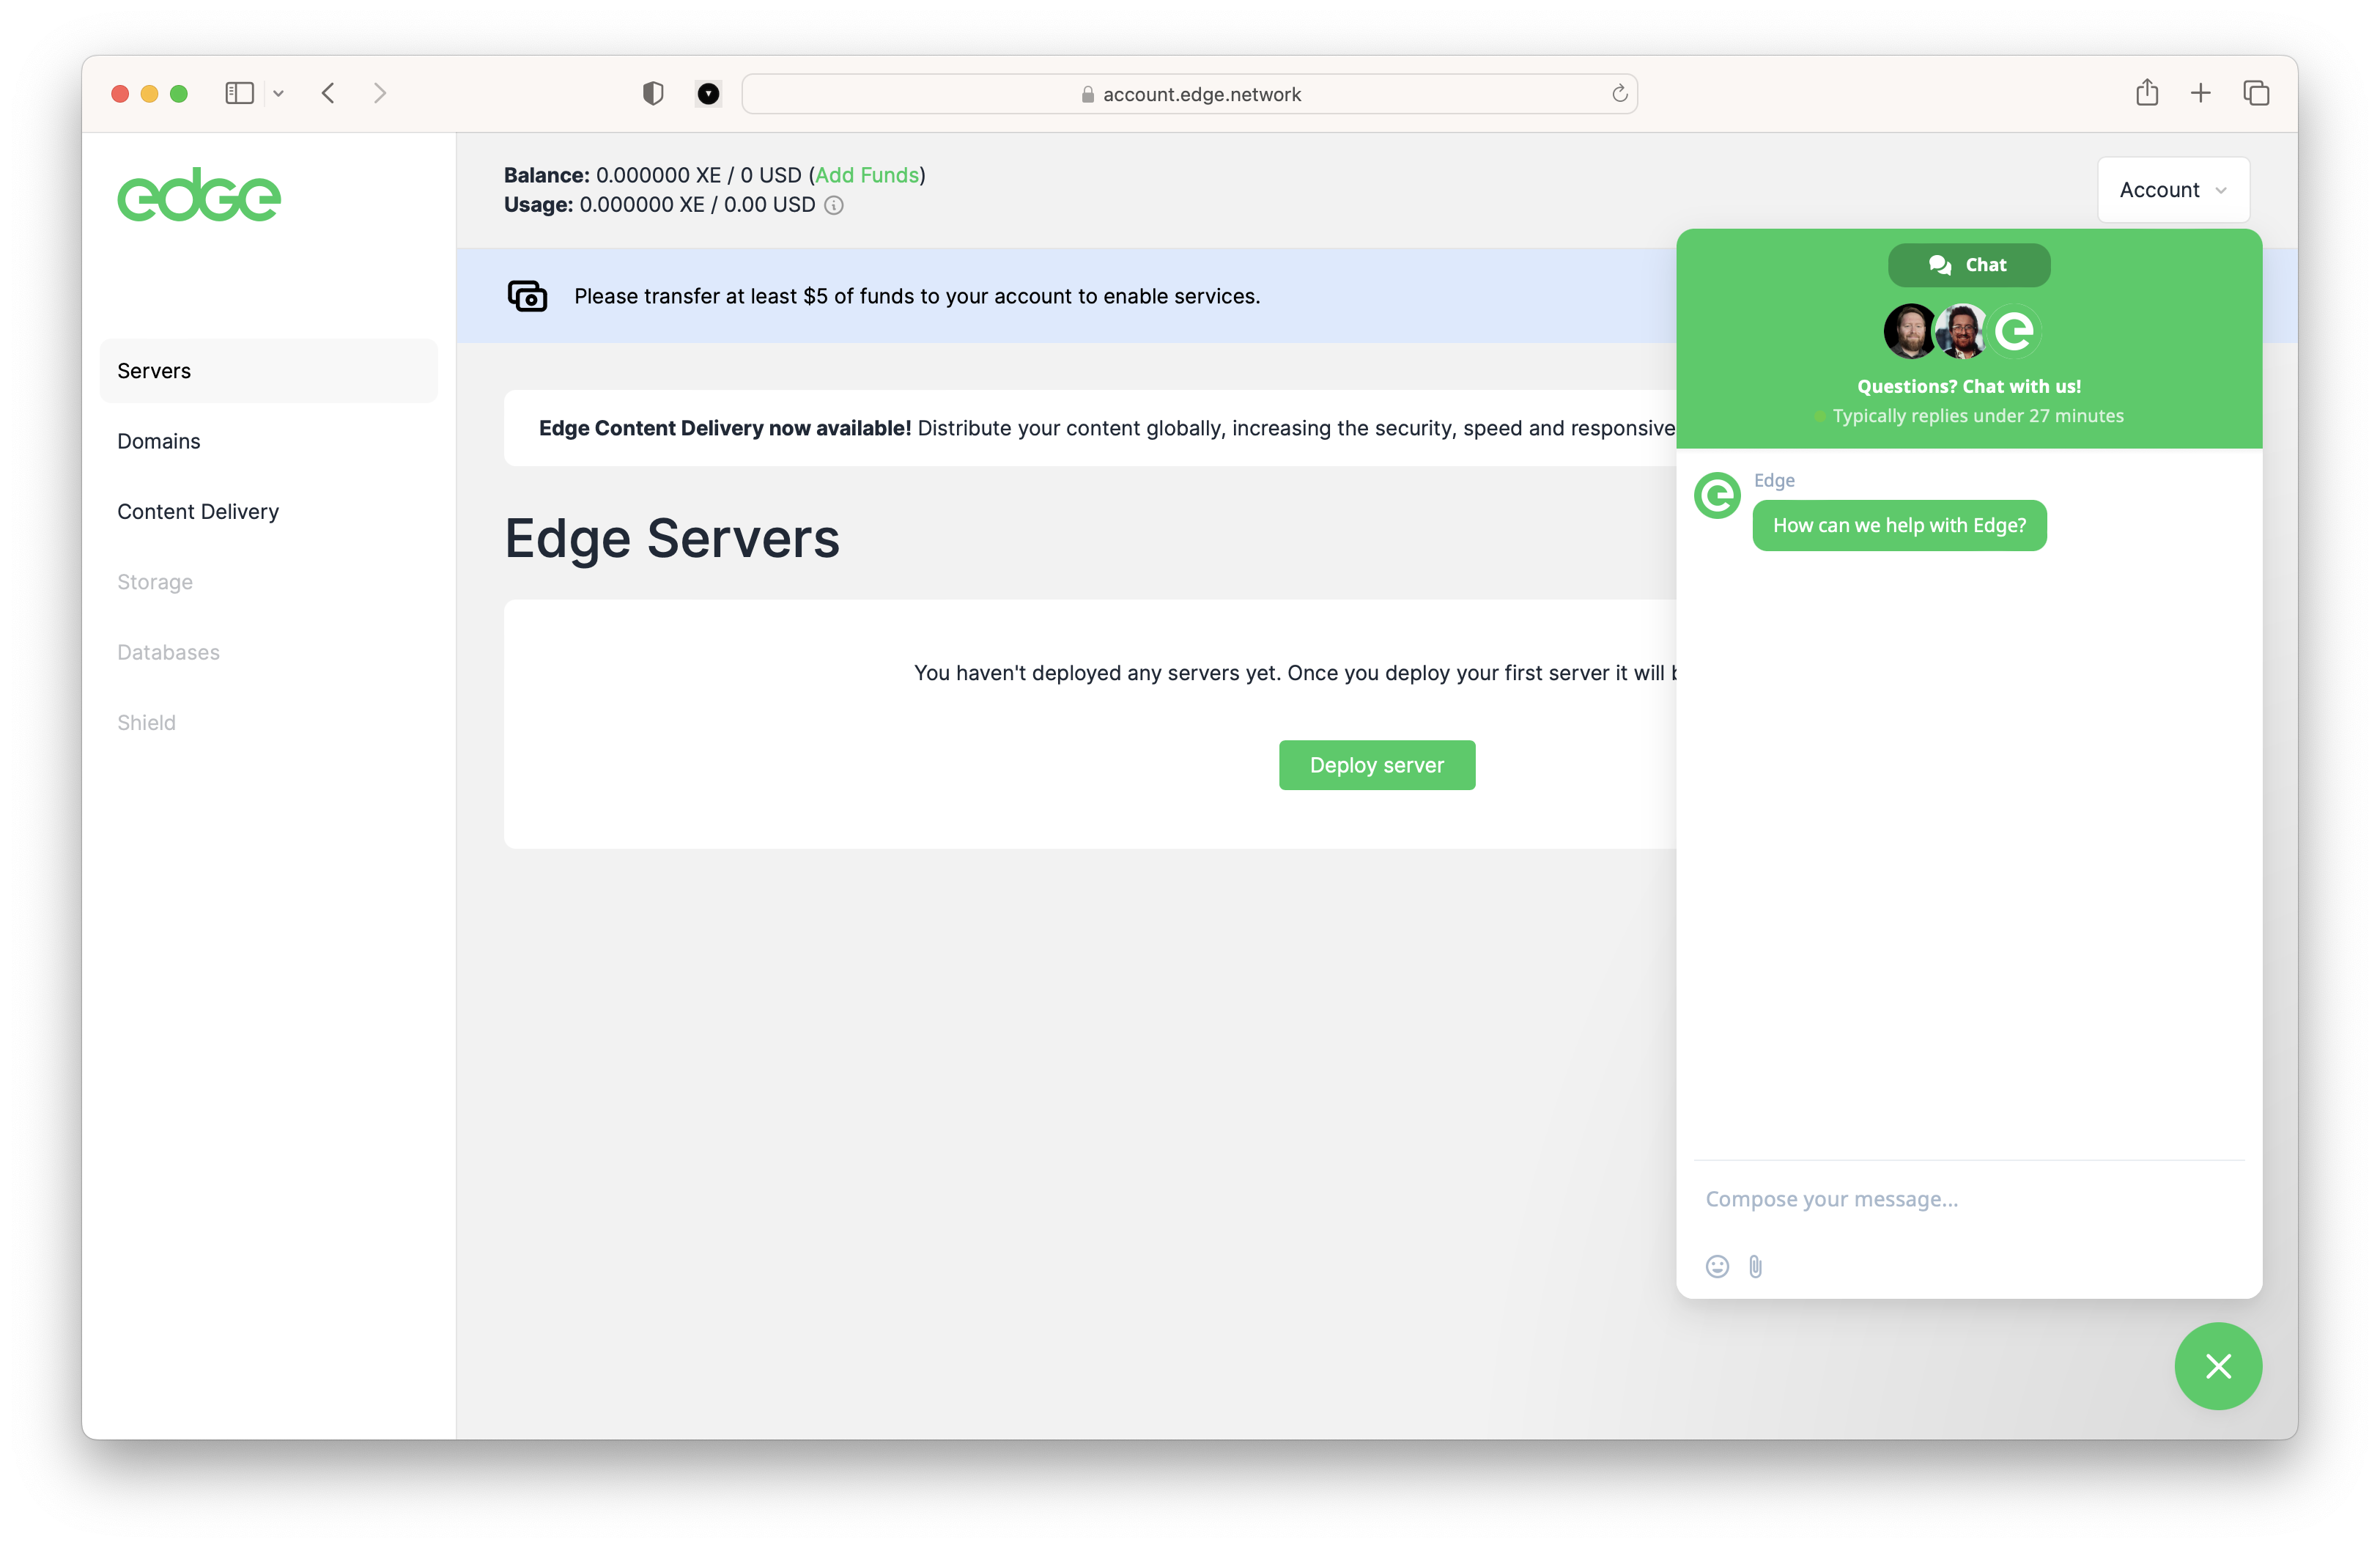 account.edge.network
edge
Balance: 0.000000 XE / 0 USD (Add Funds)
Usage: 0.000000 XE / 0.00 USD
Account
Please transfer at least $5 of funds to your account to enable services.
Servers
Domains
Content Delivery
Storage
Databases
Shield
Edge Content Delivery now available! Distribute your content globally, increasing the security, speed and responsive
Edge Servers
You haven't deployed any servers yet. Once you deploy your first server it will
Deploy server
Chat
Questions? Chat with us!
Typically replies under 27 minutes
Edge
How can we help with Edge?
Compose your message...